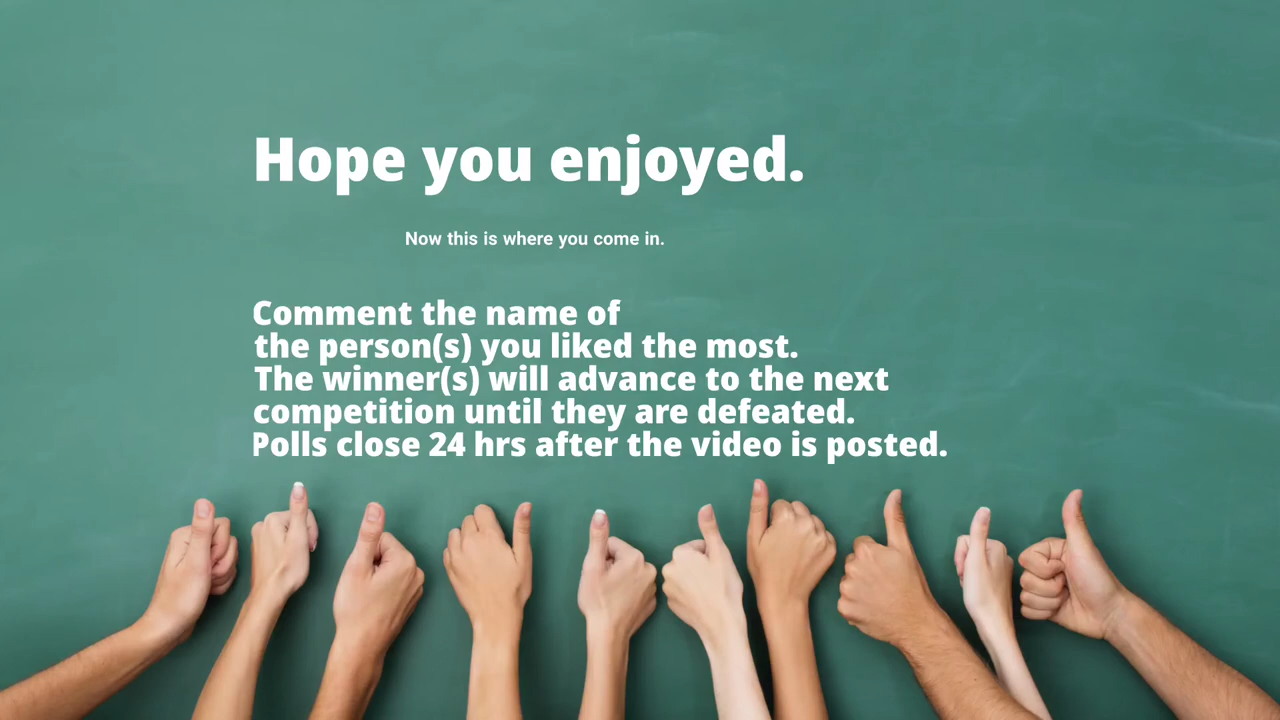 Hope you enjoyed.
Now this is where you come in.
Comment the name of
the person(s) you liked the most.
The winner(s) will advance to the next
competition until they are defeated.
Polls close 24 hrs after the video is posted.